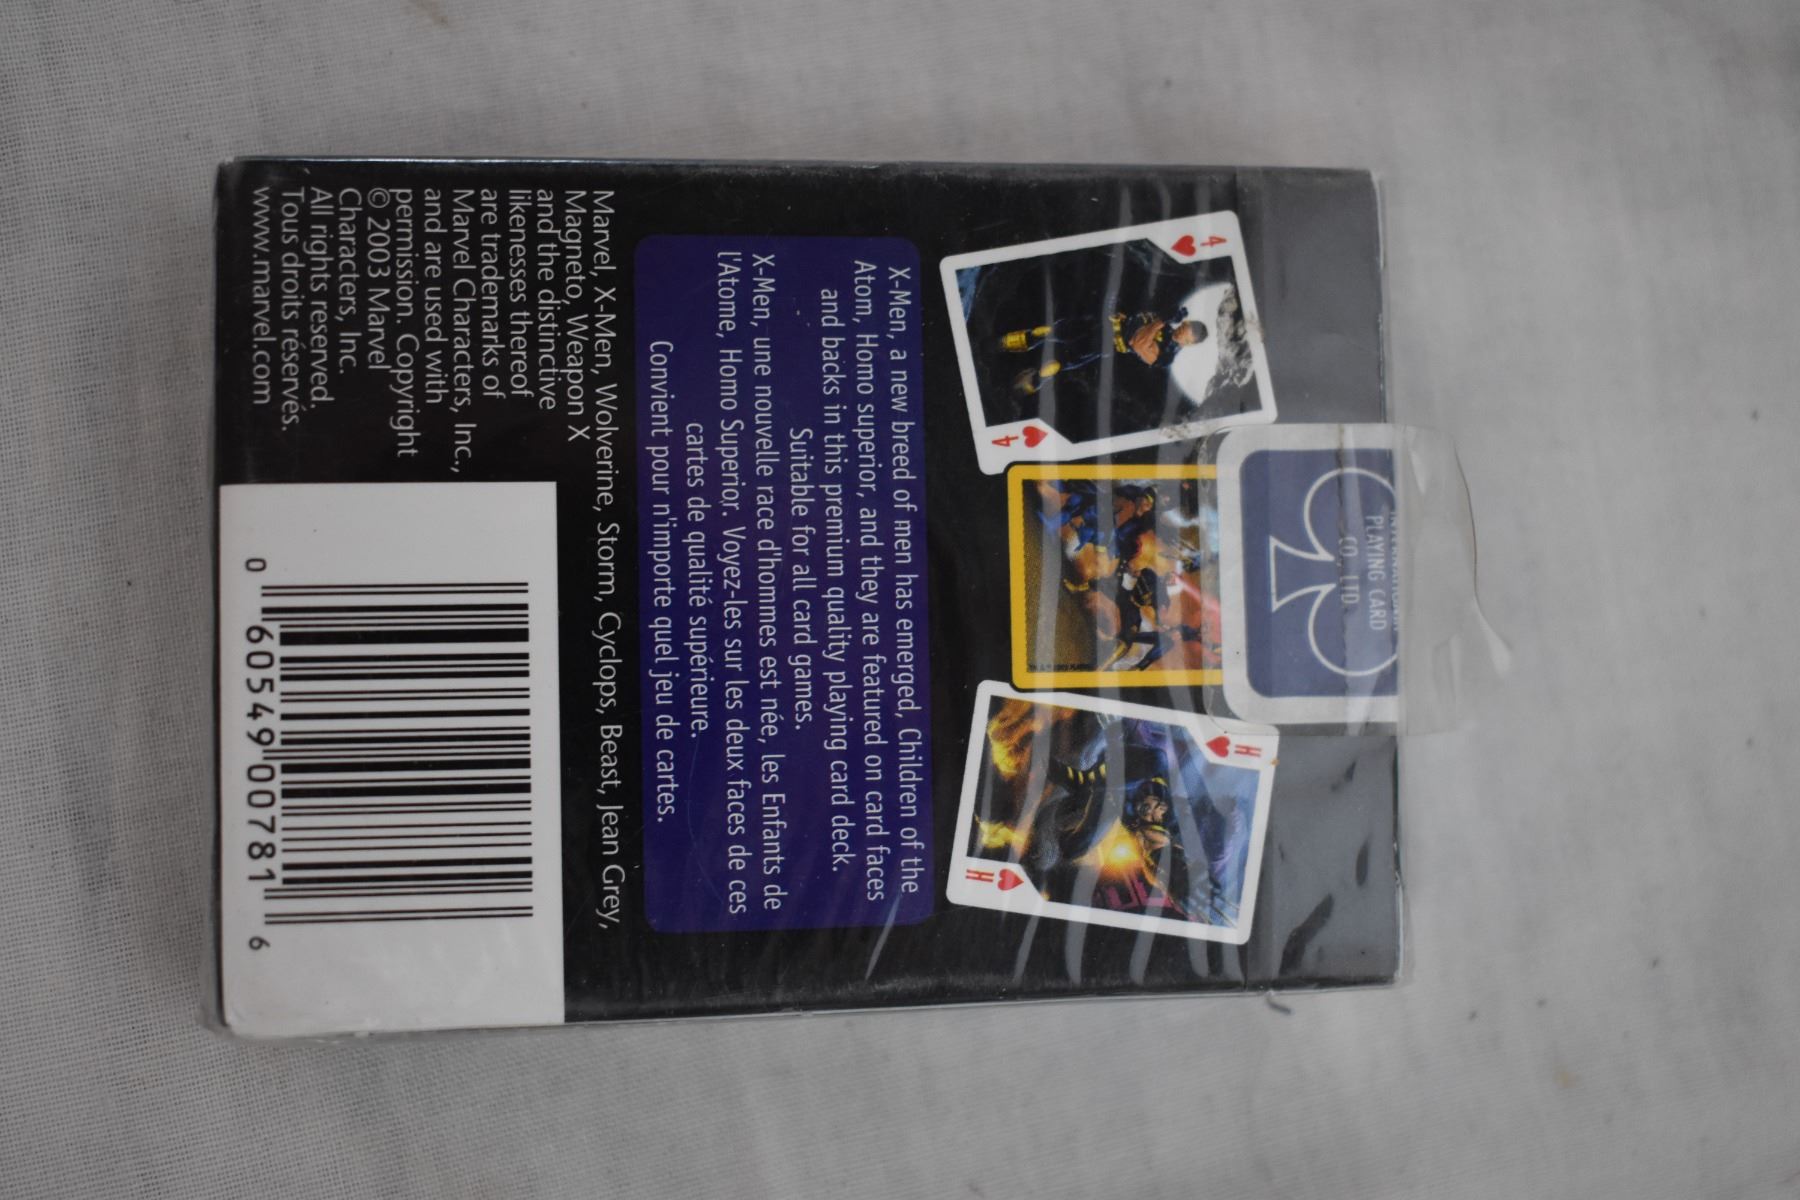 INTERNATIONAL
PLAYING CARD
CO., LTD.
4
4
H
H
X-Men, a new breed of men has emerged, Children of the
Atom, Homo superior, and they are featured on card faces
and backs in this premium quality playing card deck.
Suitable for all card games.
X-Men, une nouvelle race d'hommes est née, les Enfants de
l'Atome, Homo Superior. Voyez-les sur les deux faces de ces
cartes de qualité supérieure.
Convient pour n'importe quel jeu de cartes.
Marvel, X-Men, Wolverine, Storm, Cyclops, Beast, Jean Grey,
Magneto, Weapon X
and the distinctive
likenesses thereof
are trademarks of
Marvel Characters, Inc.,
and are used with
permission. Copyright
© 2003 Marvel
Characters, Inc.
All rights reserved.
Tous droits réservés.
www.marvel.com
0 60549 00781 6